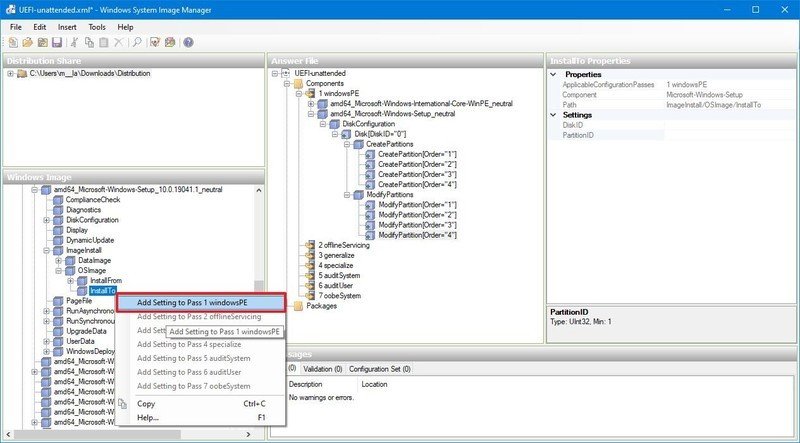 UEFI-unattended.xml* - Windows System Image Manager
File Edit Insert Tools Help
Distribution Share
C:\Users\m__la\Downloads\Distribution
Windows Image
amd64_Microsoft-Windows-Setup_10.0.19041.1_neutral
ComplianceCheck
Diagnostics
DiskConfiguration
Display
DynamicUpdate
ImageInstall
DataImage
OSImage
InstallFrom
InstallTo
PageFile
RunAsynchron
RunSynchronou
UpgradeData
UserData
WindowsDeploy
amd64_Microsoft-W
amd64_Microsoft-Wi
amd64_Microsoft-Wi
amd64_Microsoft-Wi
amd64_Microsoft-Wi
amd64_Microsoft-Wi
Add Setting to Pass 1 windowsPE
Add Setting to Pass 2 offlineServicing
Add Sett
Add Setting to Pass 1 windowsPE
Add Setting to Pass 4 specialize
Add Setting to Pass 5 auditSystem
Add Setting to Pass 6 auditUser
Add Setting to Pass 7 oobeSystem
Copy Ctrl+C
Help... F1
Answer File
UEFI-unattended
Components
1 windowsPE
amd64_Microsoft-Windows-International-Core-WinPE_neutral
amd64_Microsoft-Windows-Setup_neutral
DiskConfiguration
Disk[DiskID="0"]
CreatePartitions
CreatePartition[Order="1"]
CreatePartition[Order="2"]
CreatePartition[Order="3"]
CreatePartition[Order="4"]
ModifyPartitions
ModifyPartition[Order="1"]
ModifyPartition[Order="2"]
ModifyPartition[Order="3"]
ModifyPartition[Order="4"]
2 offlineServicing
3 generalize
4 specialize
5 auditSystem
6 auditUser
7 oobeSystem
Packages
InstallTo Properties
Properties
ApplicableConfigurationPasses 1 windowsPE
Component Microsoft-Windows-Setup
Path ImageInstall/OSImage/InstallTo
Settings
DiskID
PartitionID
PartitionID
Type: UInt32, Min: 1
ssages
(0) Validation (0) Configuration Set (0)
Description Location
No warnings or errors.